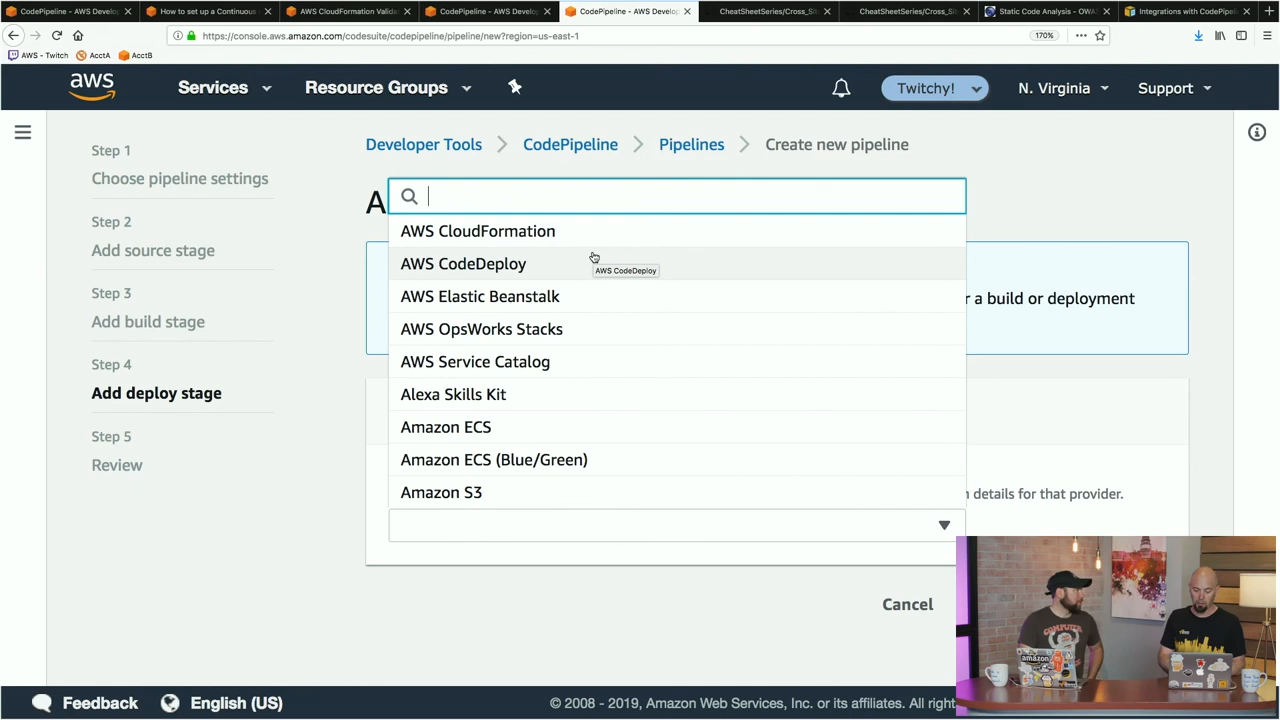 CodePipeline - AWS Develo
How to set up a Continuous
AWS CloudFormation Valida
CodePipeline - AWS Develo
CodePipeline - AWS Develo
CheatSheetSeries/Cross_Sit
CheatSheetSeries/Cross_Sit
Static Code Analysis - OWA
Integrations with CodePipeli
https://console.aws.amazon.com/codesuite/codepipeline/pipeline/new?region=us-east-1
170%
AWS - Twitch
AcctA
AcctB
aws
Services
Resource Groups
Twitchy!
N. Virginia
Support
Step 1
Choose pipeline settings
Step 2
Add source stage
Step 3
Add build stage
Step 4
Add deploy stage
Step 5
Review
Developer Tools
CodePipeline
Pipelines
Create new pipeline
A
AWS CloudFormation
AWS CodeDeploy
AWS CodeDeploy
AWS Elastic Beanstalk
r a build or deployment
AWS OpsWorks Stacks
AWS Service Catalog
Alexa Skills Kit
Amazon ECS
Amazon ECS (Blue/Green)
Amazon S3
details for that provider.
Cancel
COMPUTER
amazon
Feedback
English (US)
© 2008 - 2019, Amazon Web Services, Inc. or its affiliates. All righ